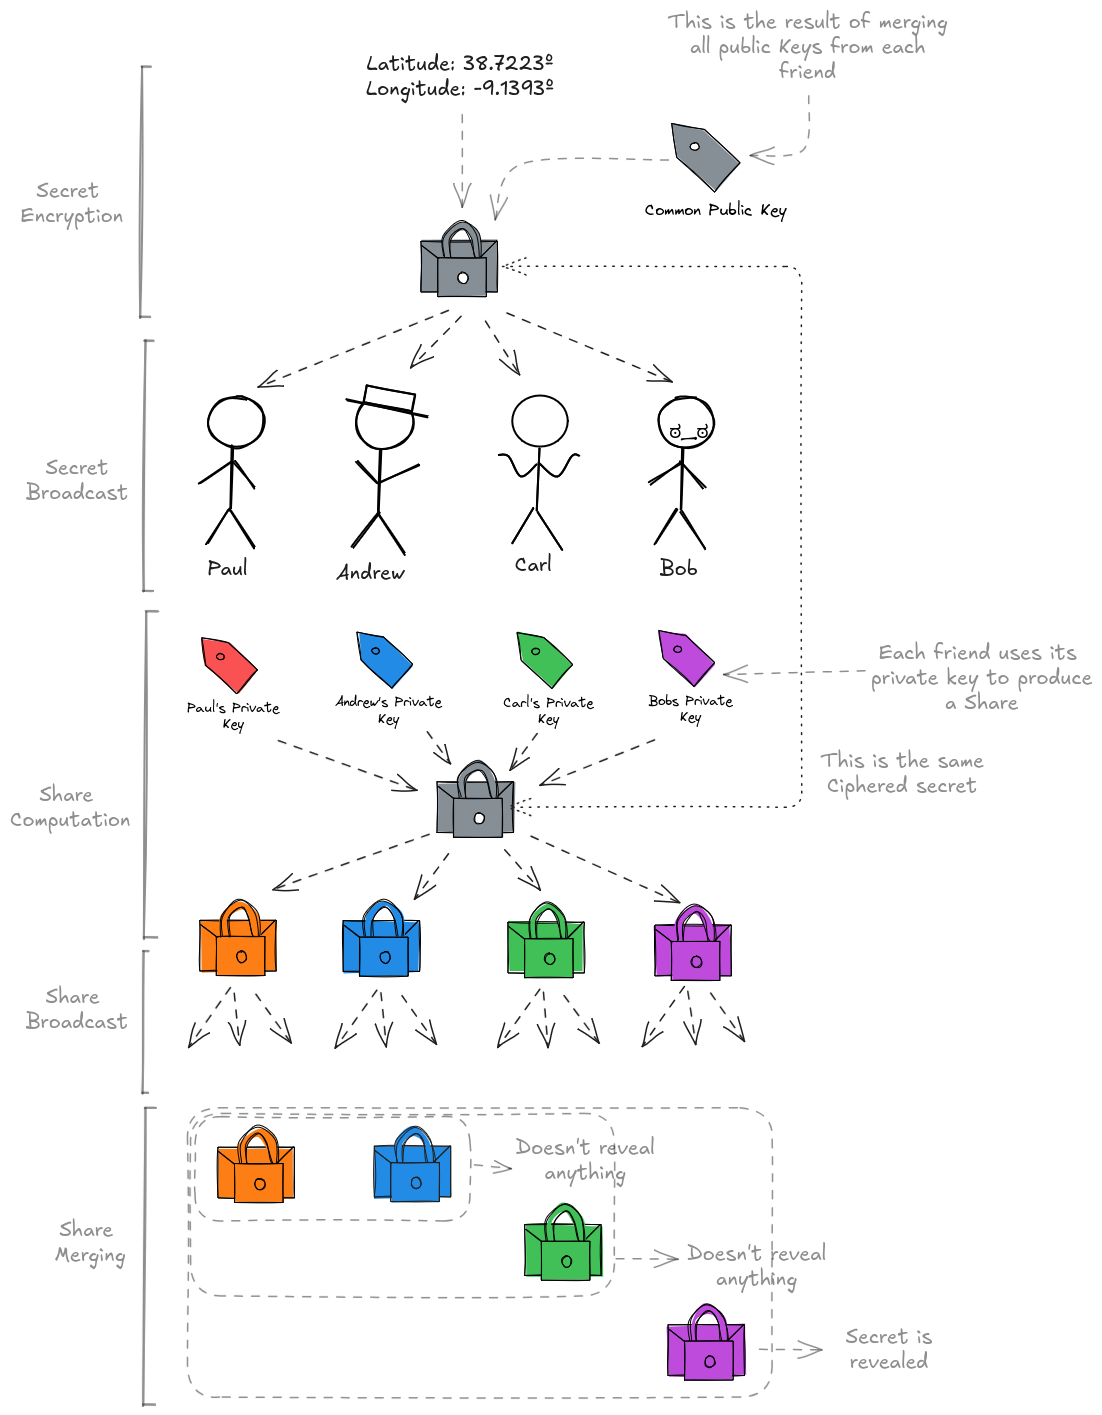 This is the result of merging
all public Keys from each
friend
Latitude: 38.7223º
Longitude: -9.1393º
Common Public Key
Secret
Encryption
Secret
Broadcast
Paul
Andrew
Carl
Bob
Paul's Private
Key
Andrew's Private
Key
Carl's Private
Key
Bobs Private
Key
Each friend uses its
private key to produce
a Share
This is the same
Ciphered secret
Share
Computation
Share
Broadcast
Doesn't reveal
anything
Share
Merging
Doesn't reveal
anything
Secret is
revealed